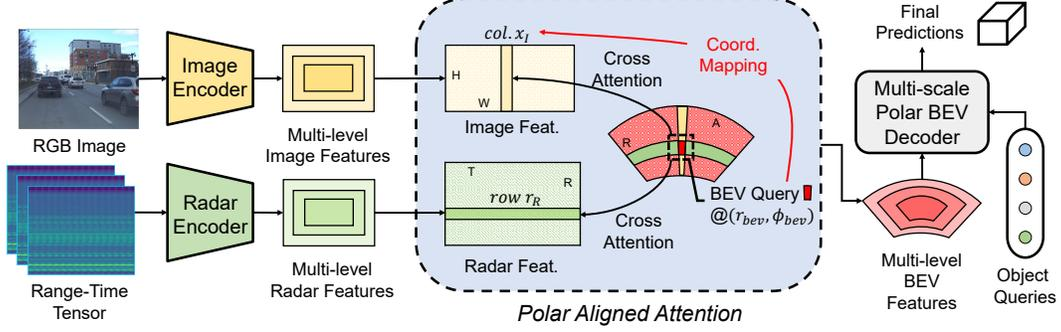 RGB Image
Image
Encoder
Multi-level
Image Features
Range-Time
Tensor
Radar
Encoder
Multi-level
Radar Features
col. x_I
H
W
Image Feat.
Cross
Attention
Coord.
Mapping
T
R
row r_R
Radar Feat.
Cross
Attention
R
A
BEV Query
@(r_bev, ϕ_bev)
Polar Aligned Attention
Final
Predictions
Multi-scale
Polar BEV
Decoder
Multi-level
BEV
Features
Object
Queries